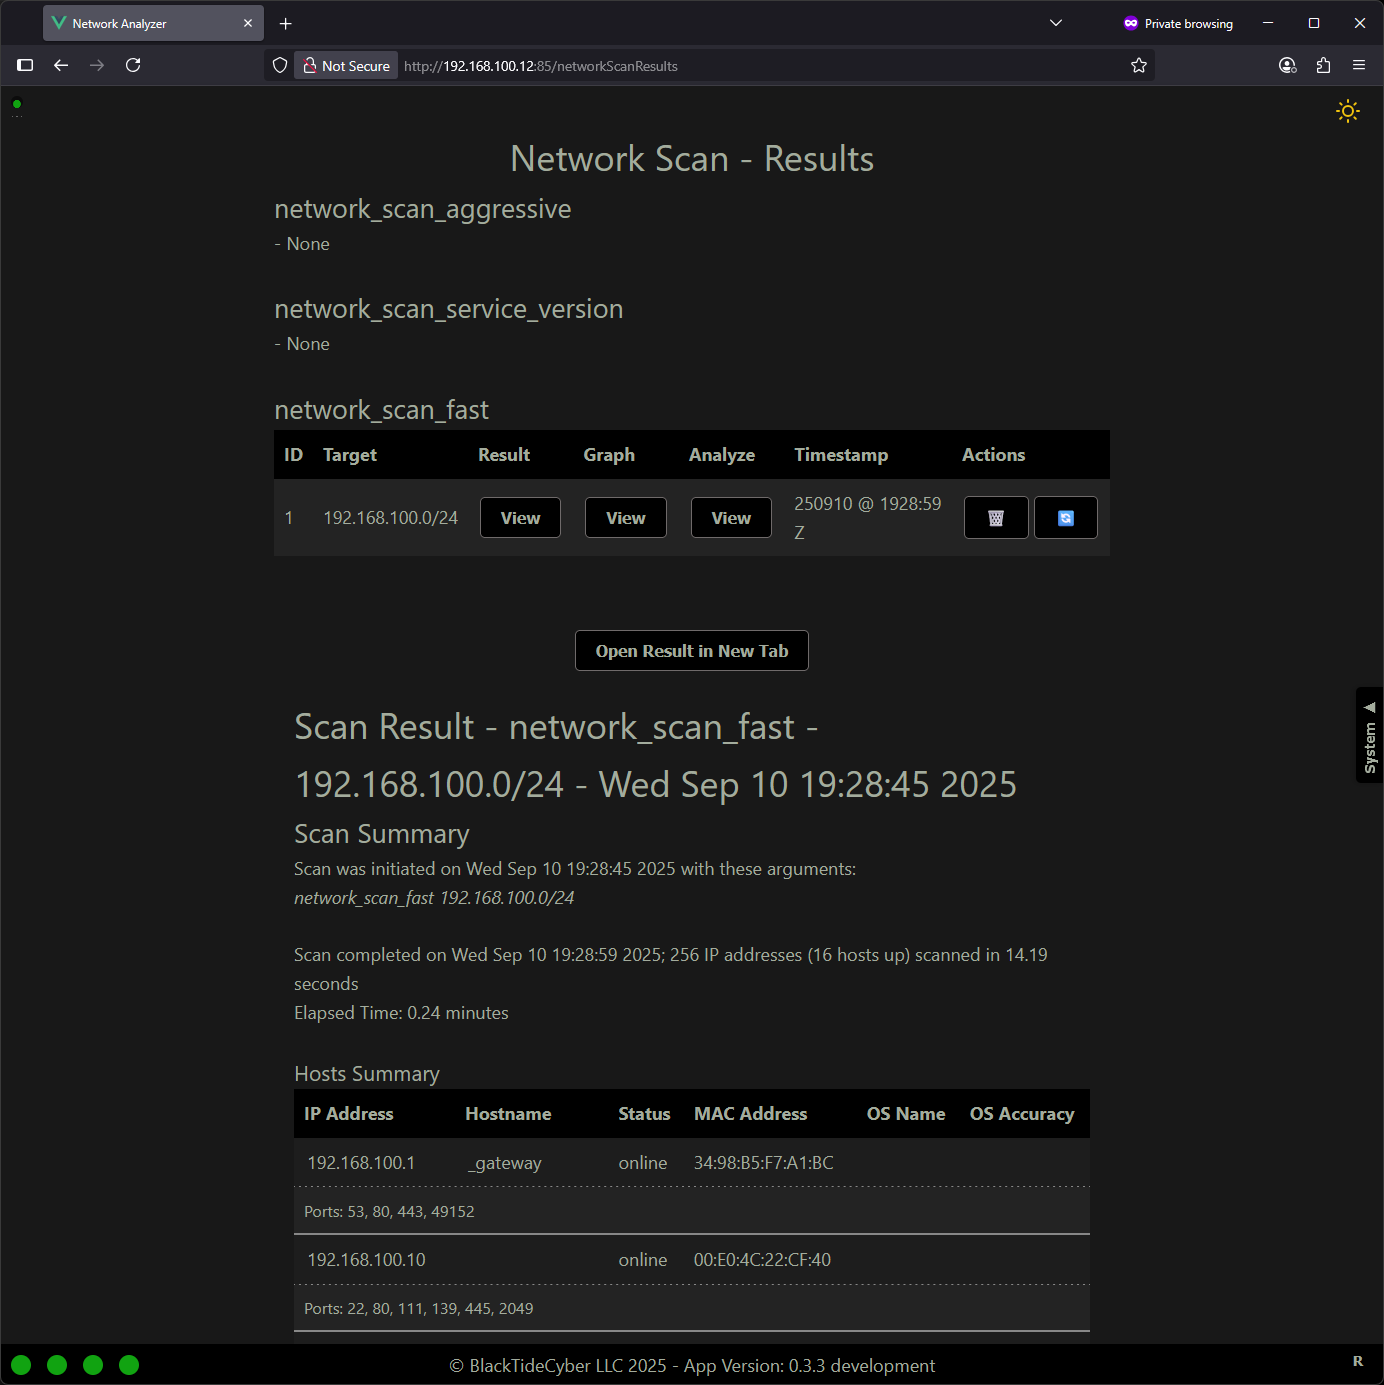 Network Analyzer
Private browsing
Not Secure http://192.168.100.12:85/networkScanResults
Network Scan - Results
network_scan_aggressive
- None
network_scan_service_version
- None
network_scan_fast
ID Target Result Graph Analyze Timestamp Actions
1 192.168.100.0/24 View View View 250910 @ 1928:59
Z
Open Result in New Tab
System ◀
Scan Result - network_scan_fast -
192.168.100.0/24 - Wed Sep 10 19:28:45 2025
Scan Summary
Scan was initiated on Wed Sep 10 19:28:45 2025 with these arguments:
network_scan_fast 192.168.100.0/24
Scan completed on Wed Sep 10 19:28:59 2025; 256 IP addresses (16 hosts up) scanned in 14.19
seconds
Elapsed Time: 0.24 minutes
Hosts Summary
IP Address Hostname Status MAC Address OS Name OS Accuracy
192.168.100.1 _gateway online 34:98:B5:F7:A1:BC
Ports: 53, 80, 443, 49152
192.168.100.10 online 00:E0:4C:22:CF:40
Ports: 22, 80, 111, 139, 445, 2049
© BlackTideCyber LLC 2025 - App Version: 0.3.3 development
R